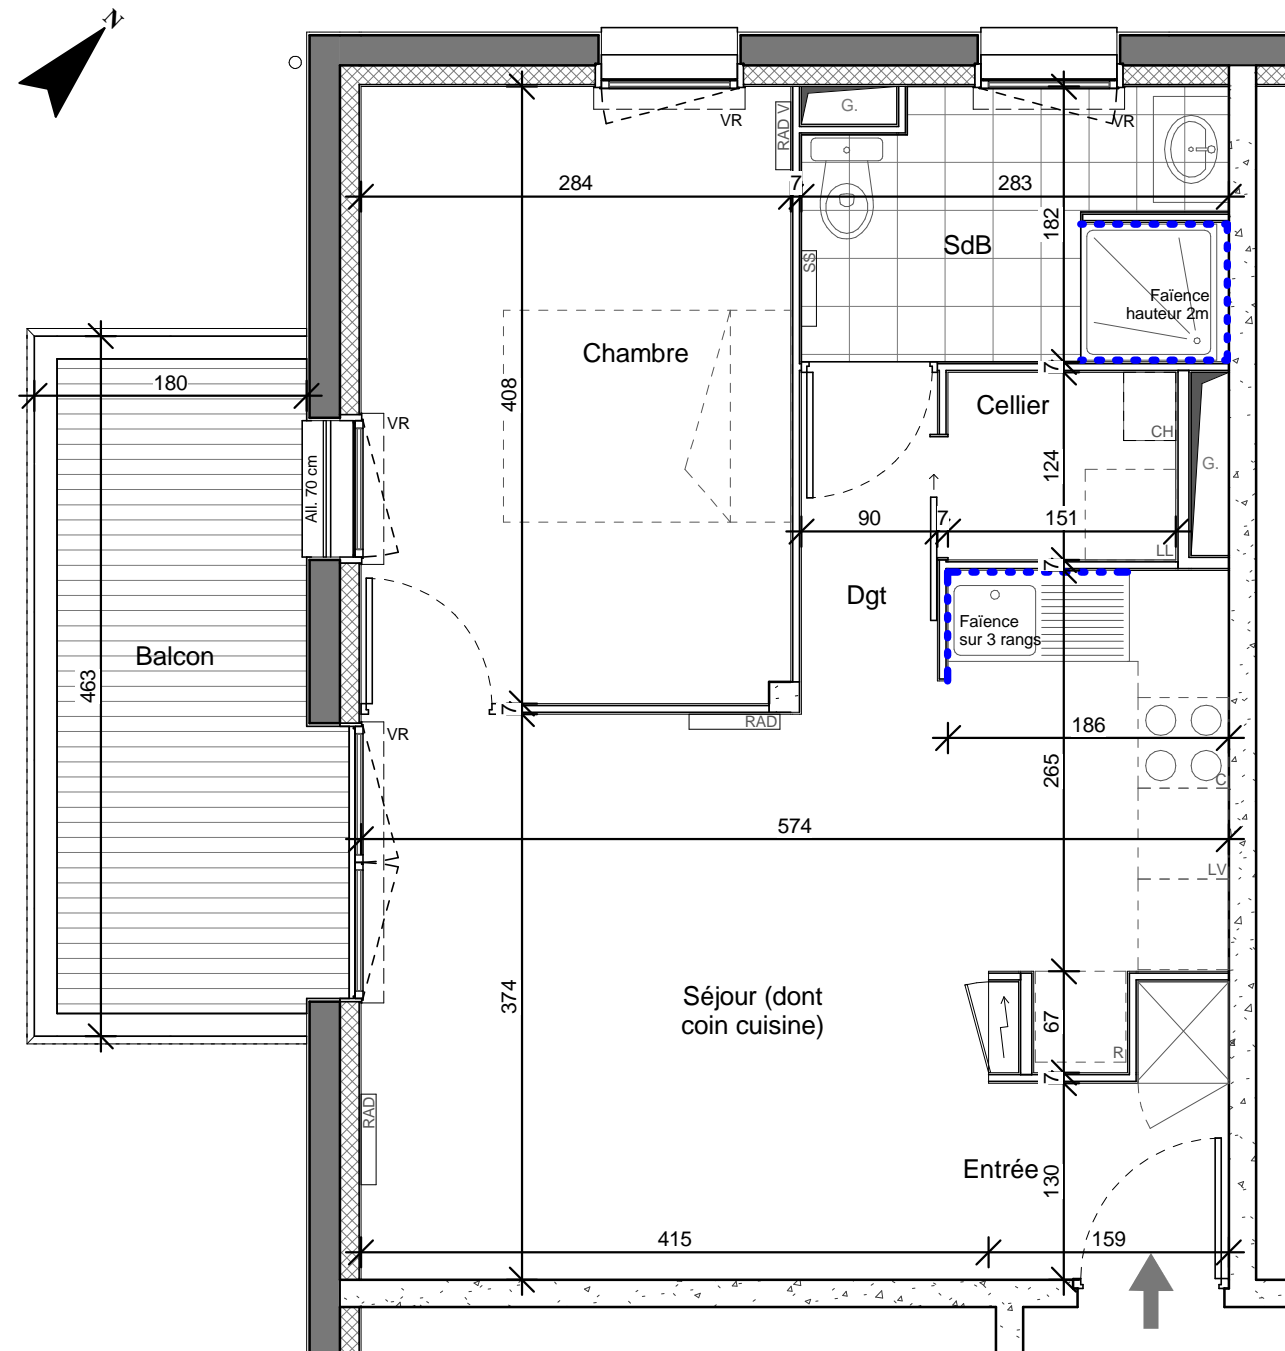 N
G.
VR
VR
RAD V
284
7
283
182
SdB
SS
Faïence
hauteur 2m
Chambre
408
180
VR
7
Cellier
CH
124
G.
All. 70 cm
90
7
151
LL
7
Dgt
Faïence
sur 3 rangs
Balcon
463
7
RAD
VR
186
265
C
574
LV
374
Séjour (dont
coin cuisine)
67
R
7
RAD
Entrée
130
415
159